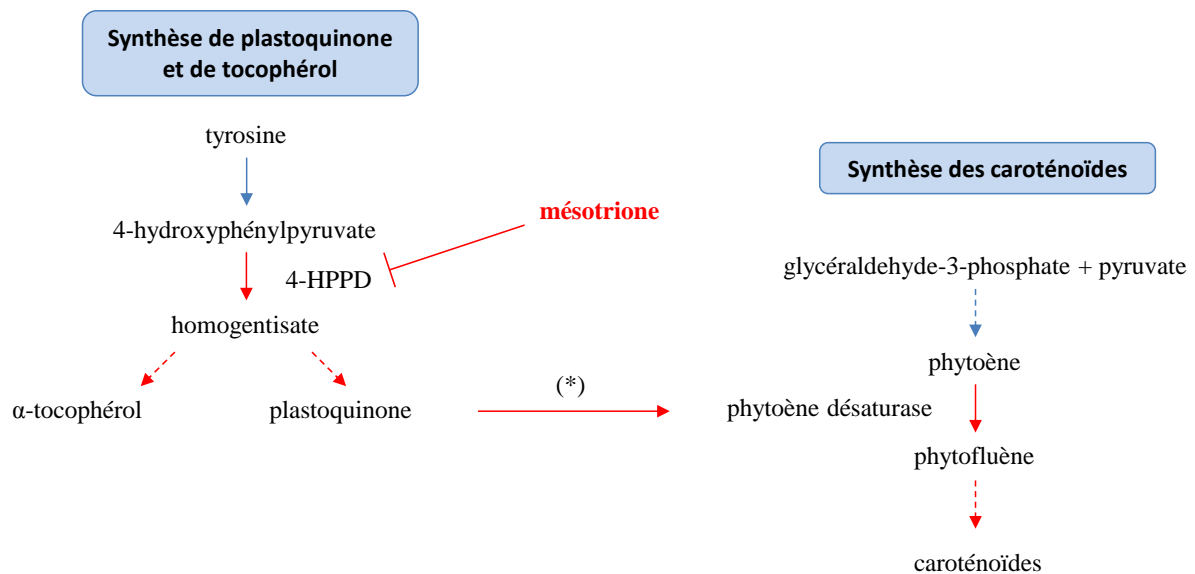 Synthèse de plastoquinone
et de tocophérol
tyrosine
4-hydroxyphénylpyruvate
4-HPPD
homogentisate
α-tocophérol
plastoquinone
mésotrione
(*)
Synthèse des caroténoïdes
glycéraldehyde-3-phosphate + pyruvate
phytoène
phytoène désaturase
phytofluène
caroténoïdes